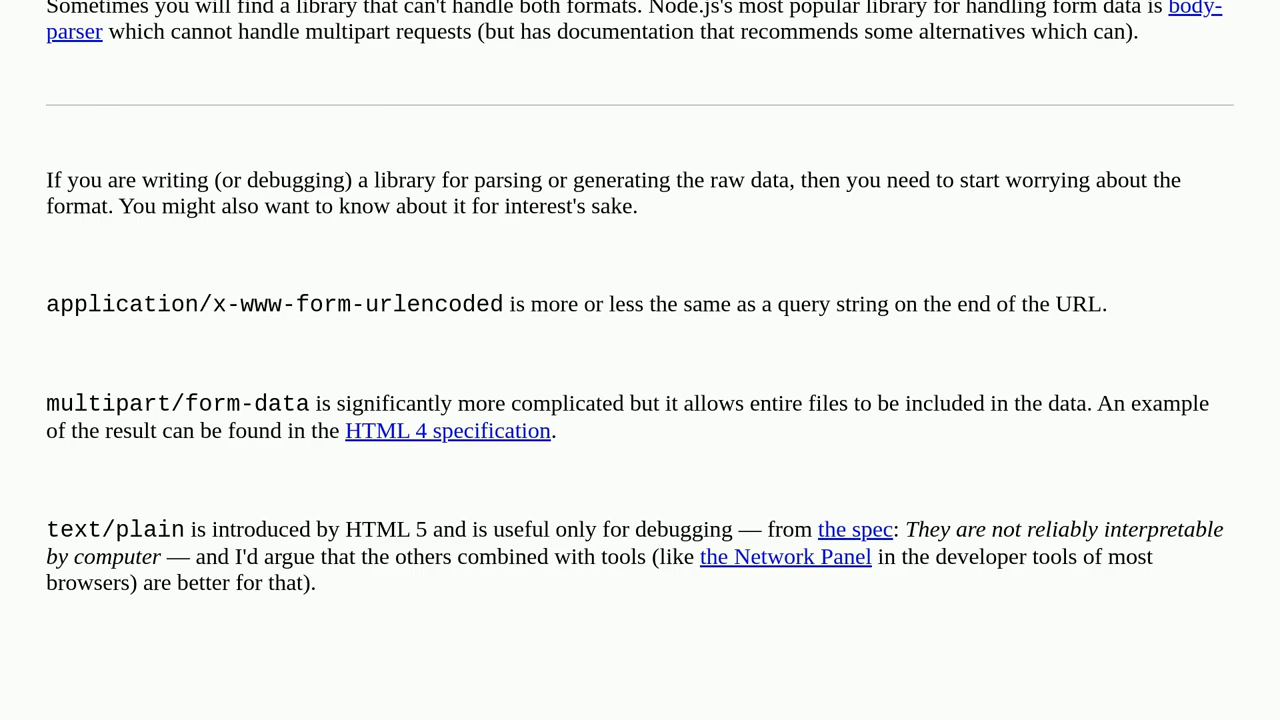 Sometimes you will find a library that can't handle both formats. Node.js's most popular library for handling form data is body-
parser which cannot handle multipart requests (but has documentation that recommends some alternatives which can).
If you are writing (or debugging) a library for parsing or generating the raw data, then you need to start worrying about the
format. You might also want to know about it for interest's sake.
application/x-www-form-urlencoded is more or less the same as a query string on the end of the URL.
multipart/form-data is significantly more complicated but it allows entire files to be included in the data. An example
of the result can be found in the HTML 4 specification.
text/plain is introduced by HTML 5 and is useful only for debugging — from the spec: They are not reliably interpretable
by computer — and I'd argue that the others combined with tools (like the Network Panel in the developer tools of most
browsers) are better for that).